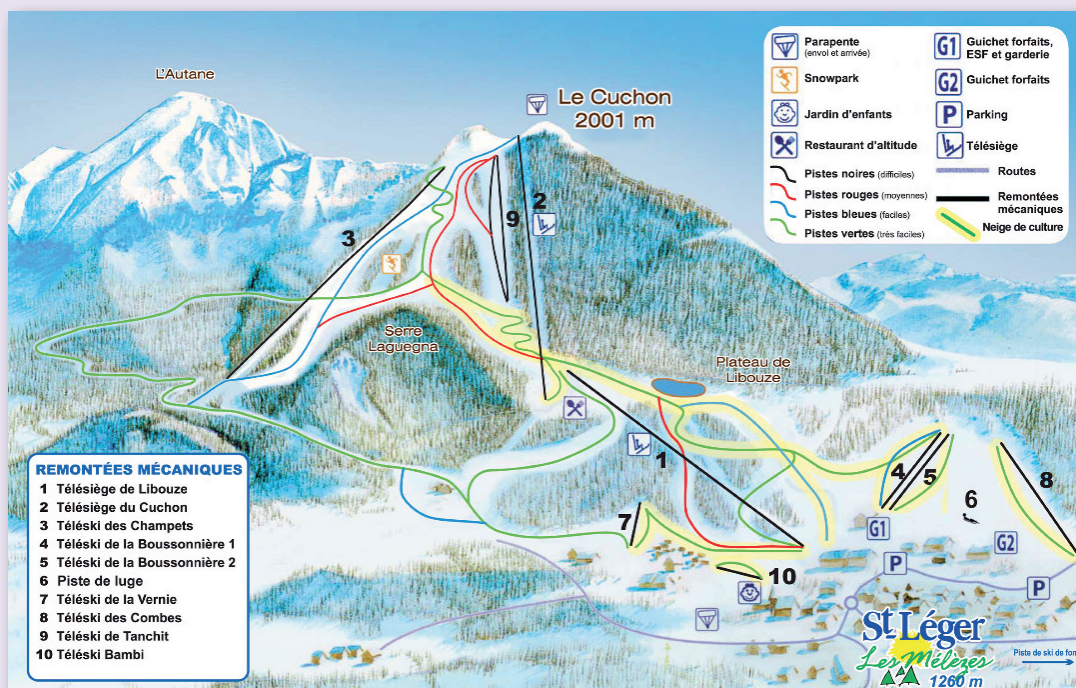 L'Autane
Le Cuchon
2001 m
Parapente
(envol et arrivée)
Snowpark
Jardin d'enfants
Restaurant d'altitude
Pistes noires (difficiles)
Pistes rouges (moyennes)
Pistes bleues (faciles)
Pistes vertes (très faciles)
G1 Guichet forfaits,
ESF et garderie
G2 Guichet forfaits
P Parking
Télésiège
Routes
Remontées
mécaniques
Neige de culture
3
9
2
Serre
Laguegna
Plateau de
Libouze
1
4
5
6
8
7
10
G1
G2
P
P
REMONTÉES MÉCANIQUES
1 Télésiège de Libouze
2 Télésiège du Cuchon
3 Téléski des Champets
4 Téléski de la Boussonnière 1
5 Téléski de la Boussonnière 2
6 Piste de luge
7 Téléski de la Vernie
8 Téléski des Combes
9 Téléski de Tanchit
10 Téléski Bambi
St Léger
Les Mélèzes
1260 m
Piste de ski de fon